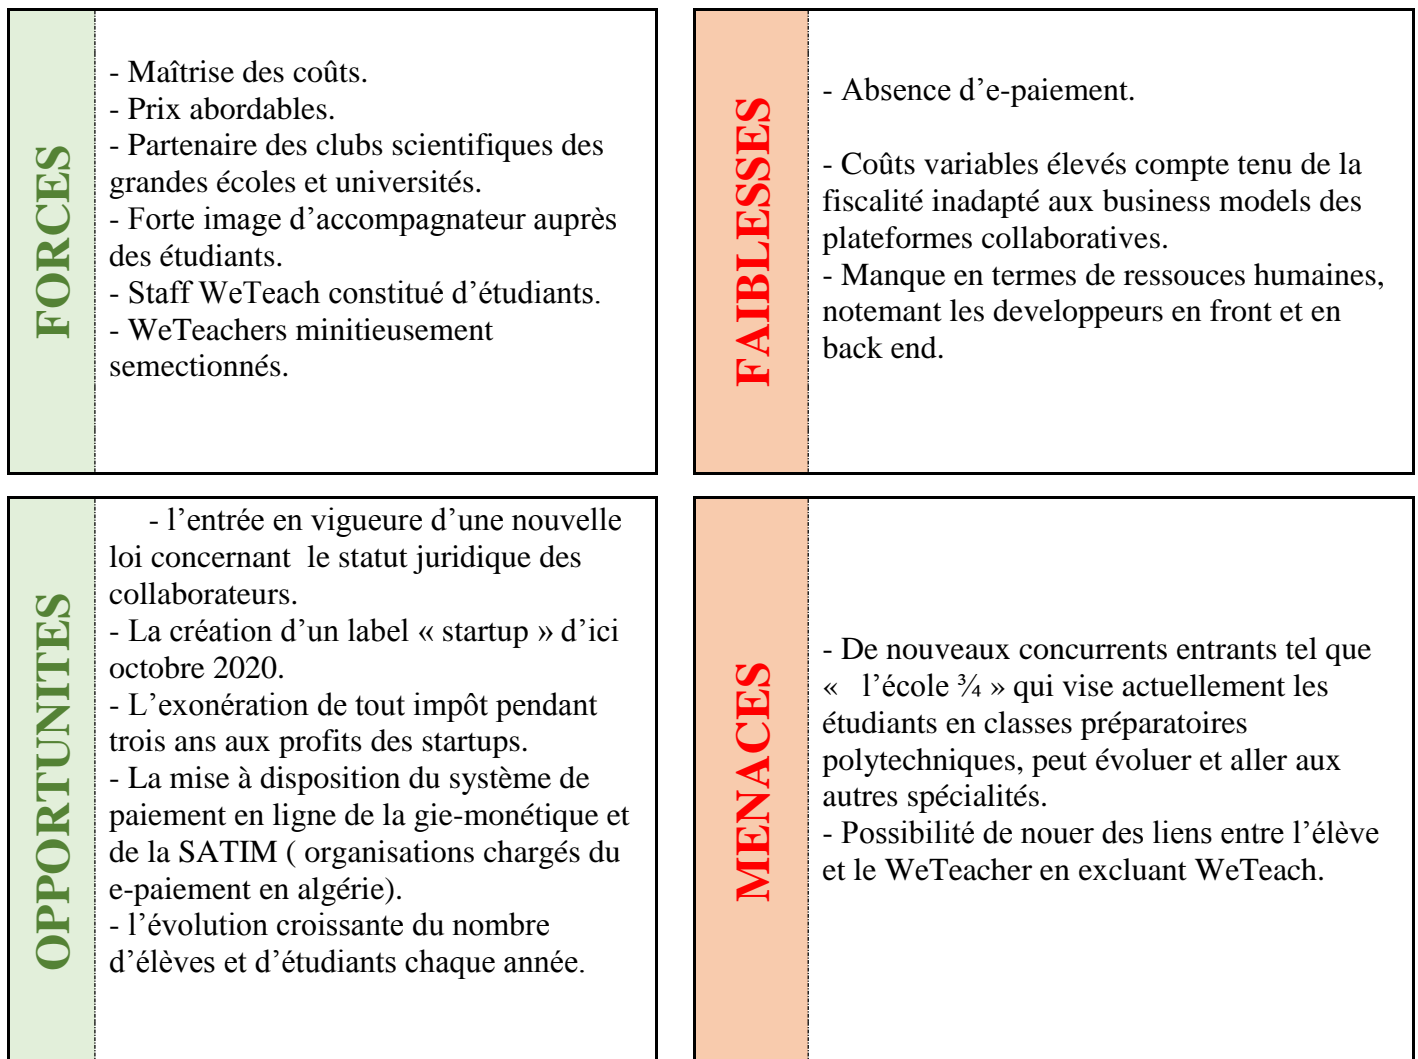 FORCES
- Maîtrise des coûts.
- Prix abordables.
- Partenaire des clubs scientifiques des
grandes écoles et universités.
- Forte image d’accompagnateur auprès
des étudiants.
- Staff WeTeach constitué d’étudiants.
- WeTeachers minitieusement
semectionnés.
FAIBLESSES
- Absence d’e-paiement.
- Coûts variables élevés compte tenu de la
fiscalité inadapté aux business models des
plateformes collaboratives.
- Manque en termes de ressouces humaines,
notemant les developpeurs en front et en
back end.
OPPORTUNITES
- l’entrée en vigueure d’une nouvelle
loi concernant  le statut juridique des
collaborateurs.
- La création d’un label « startup » d’ici
octobre 2020.
- L’exonération de tout impôt pendant
trois ans aux profits des startups.
- La mise à disposition du système de
paiement en ligne de la gie-monétique et
de la SATIM ( organisations chargés du
e-paiement en algérie).
- l’évolution croissante du nombre
d’élèves et d’étudiants chaque année.
MENACES
- De nouveaux concurrents entrants tel que
«   l’école ¾ » qui vise actuellement les
étudiants en classes préparatoires
polytechniques, peut évoluer et aller aux
autres spécialités.
- Possibilité de nouer des liens entre l’élève
et le WeTeacher en excluant WeTeach.